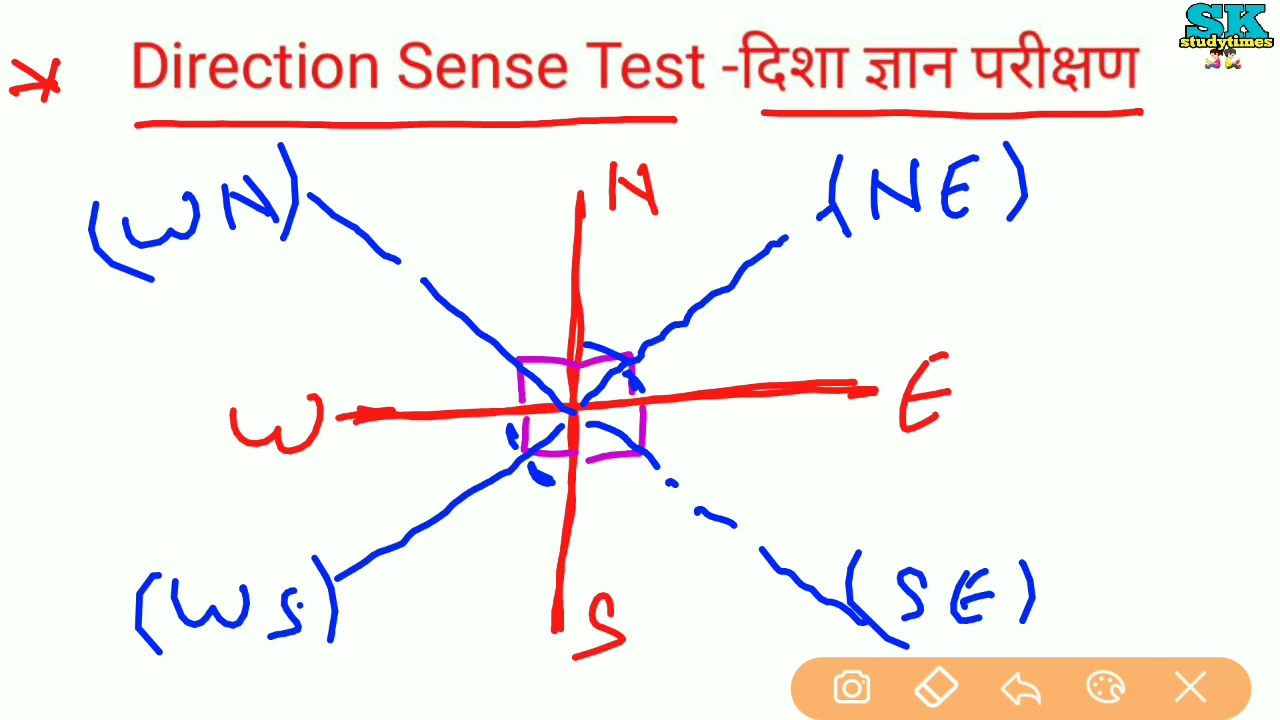 SK
studytimes
* Direction Sense Test -दिशा ज्ञान परीक्षण
N
(WN)
(NE)
W
E
(WS)
S
(SE)